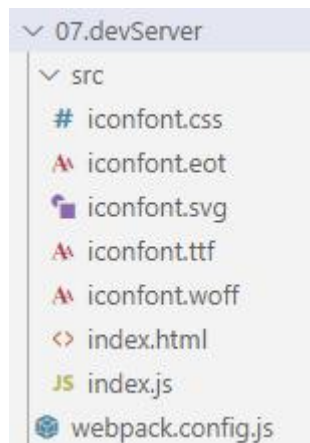 07.devServer
src
# iconfont.css
iconfont.eot
iconfont.svg
iconfont.ttf
iconfont.woff
<> index.html
JS index.js
webpack.config.js